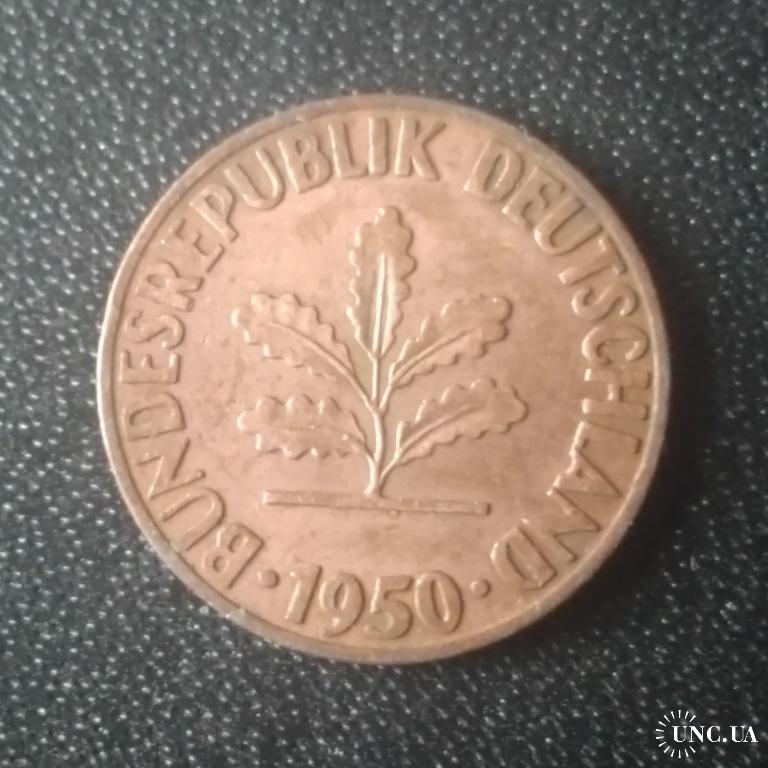 BUNDESREPUBLIK DEUTSCHLAND
· 1950 ·
UNC.UA